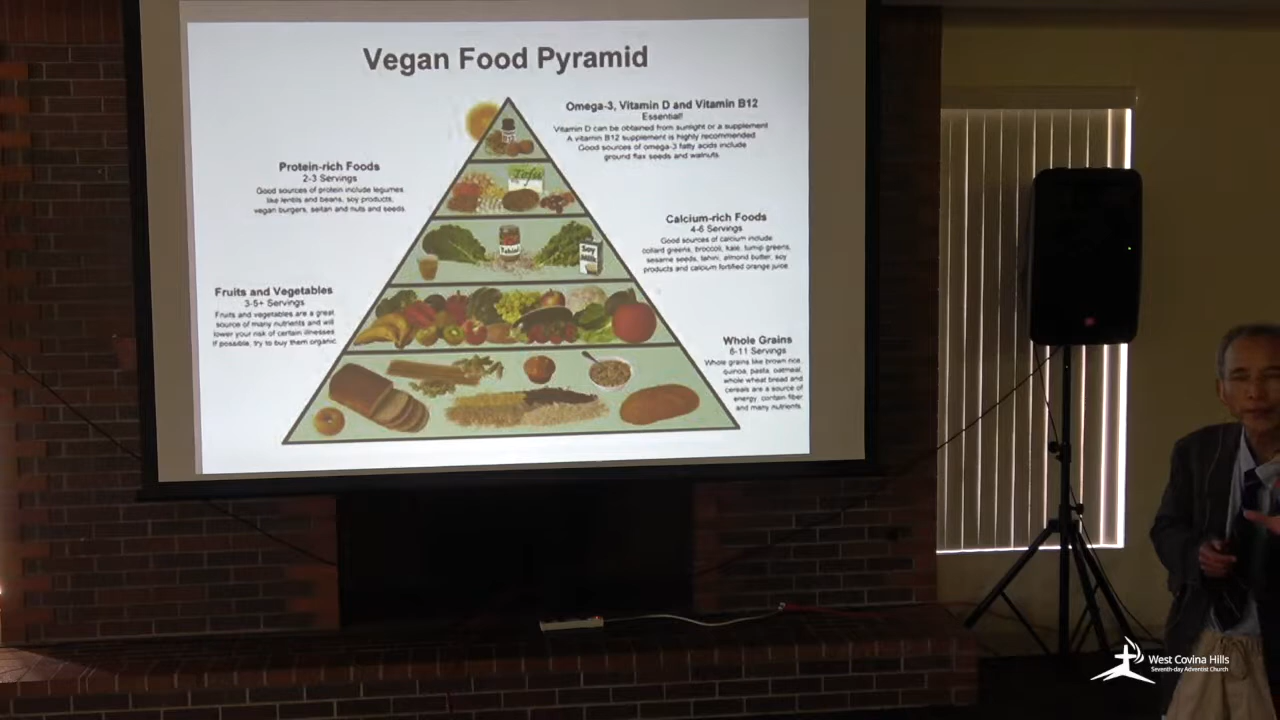 Vegan Food Pyramid
Omega-3, Vitamin D and Vitamin B12
Essential!
Vitamin D can be obtained from sunlight or a supplement
A vitamin B12 supplement is highly recommended
Good sources of omega-3 fatty acids include
ground flax seeds and walnuts
B12
Protein-rich Foods
2-3 Servings
Good sources of protein include legumes
like lentils and beans, soy products,
vegan burgers, seitan and nuts and seeds.
Tofu
Calcium-rich Foods
4-6 Servings
Good sources of calcium include
collard greens, broccoli, kale, turnip greens,
sesame seeds, tahini, almond butter, soy
products and calcium fortified orange juice.
Tahini
Soy
Milk
Fruits and Vegetables
3-5+ Servings
Fruits and vegetables are a great
source of many nutrients and will
lower your risk of certain illnesses.
If possible, try to buy them organic.
Whole Grains
6-11 Servings
Whole grains like brown rice,
quinoa, pasta, oatmeal,
whole wheat bread and
cereals are a source of
energy, contain fiber
and many nutrients.
West Covina Hills
Seventh-day Adventist Church